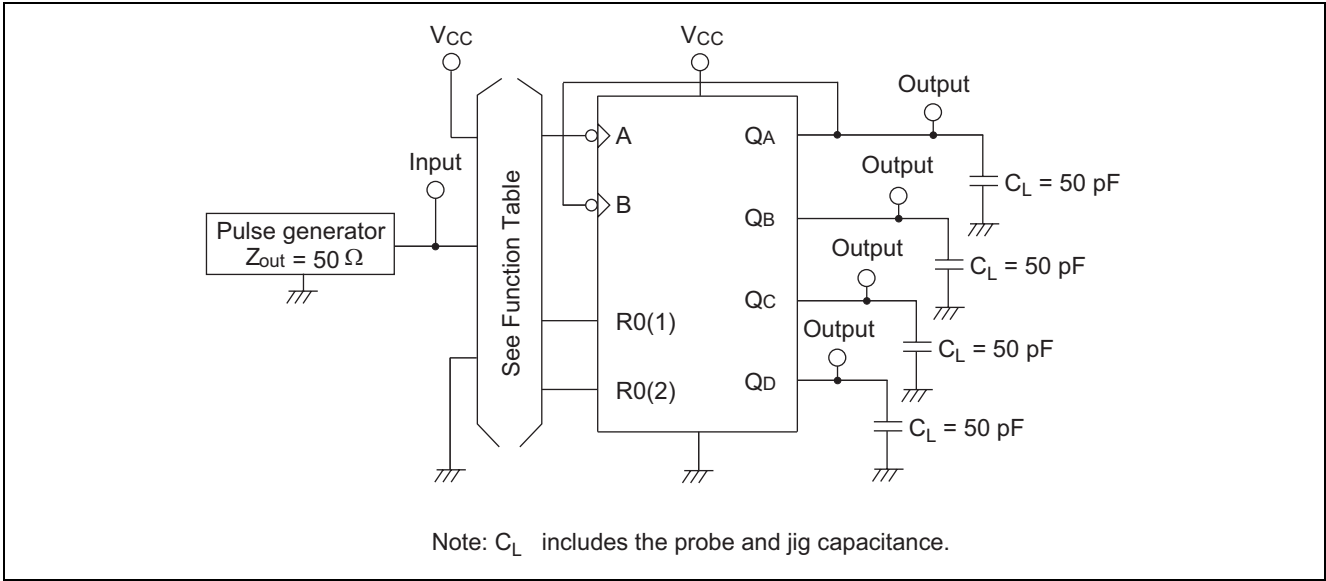 VCC
VCC
Output
A
QA
Output
CL = 50 pF
Input
B
QB
Output
Pulse generator
Zout = 50 Ω
See Function Table
CL = 50 pF
QC
Output
R0(1)
CL = 50 pF
QD
R0(2)
CL = 50 pF
Note: CL includes the probe and jig capacitance.